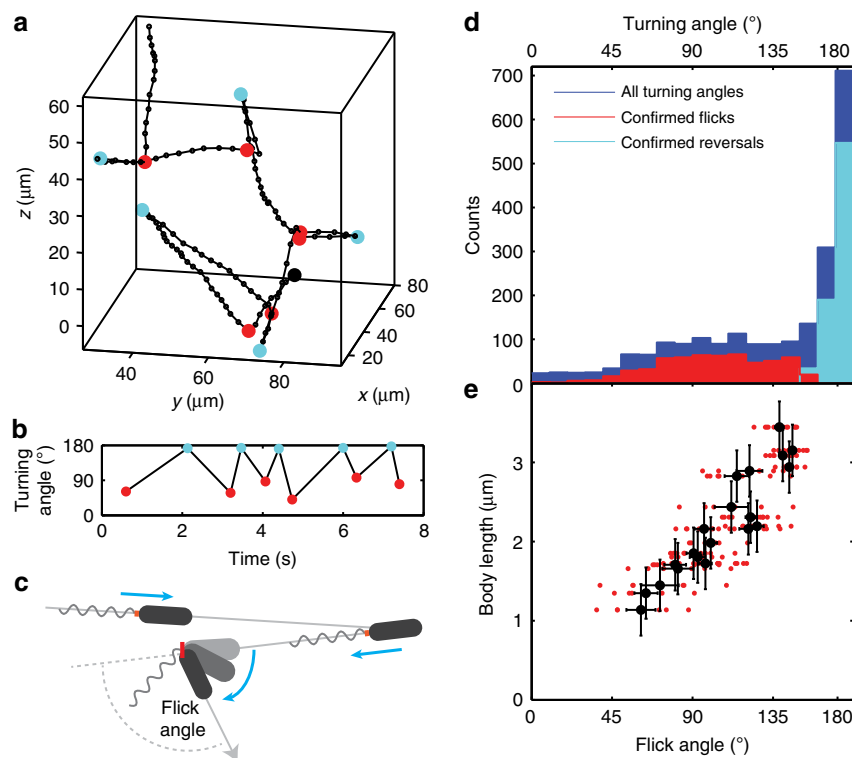 a
60
50
40
30
20
10
0
z (μm)
40
60
80
y (μm)
20
40
60
80
x (μm)
b
180
90
0
Turning
angle (°)
0
2
4
6
8
Time (s)
c
Flick
angle
d
Turning angle (°)
0
45
90
135
180
700
600
500
400
300
200
100
0
Counts
All turning angles
Confirmed flicks
Confirmed reversals
e
3
2
1
0
Body length (μm)
0
45
90
135
180
Flick angle (°)